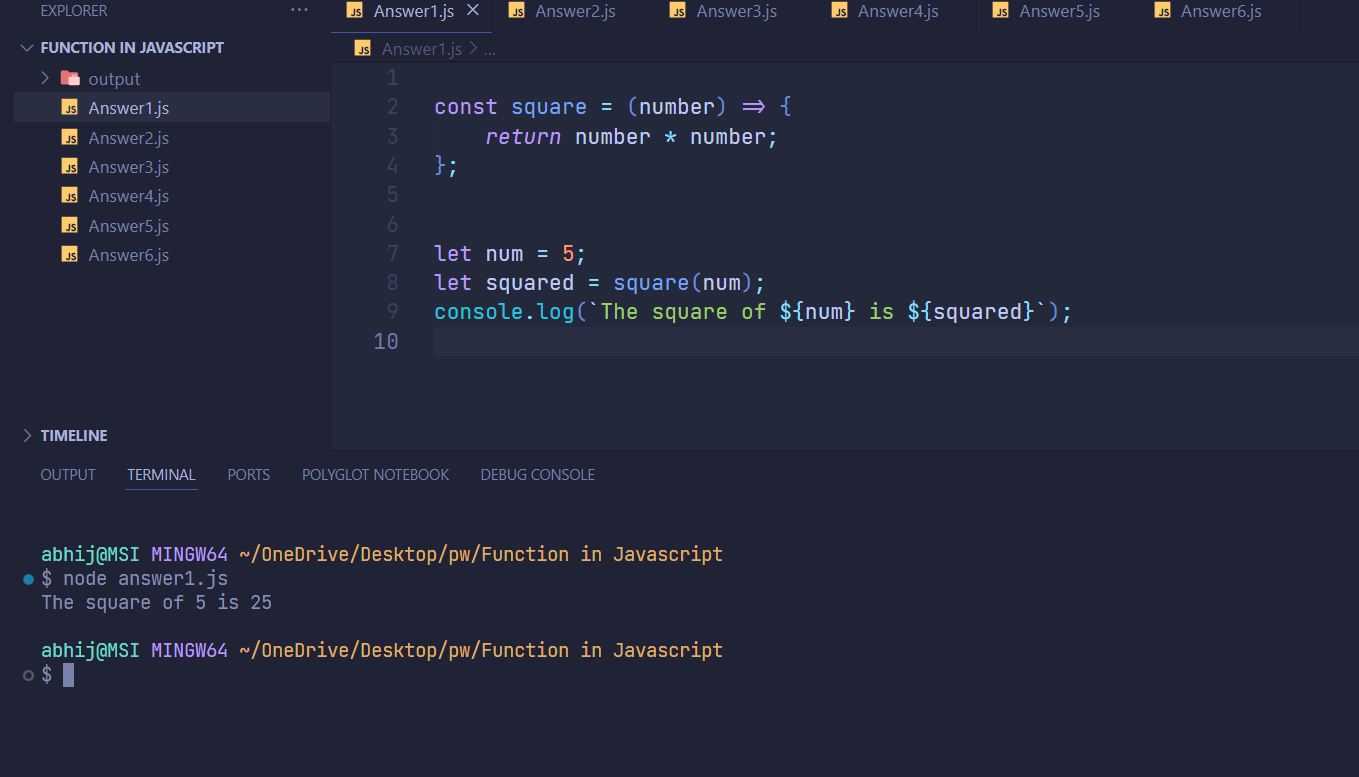 EXPLORER ···
FUNCTION IN JAVASCRIPT
output
JS Answer1.js
JS Answer2.js
JS Answer3.js
JS Answer4.js
JS Answer5.js
JS Answer6.js
TIMELINE
JS Answer1.js × JS Answer2.js JS Answer3.js JS Answer4.js JS Answer5.js JS Answer6.js
JS Answer1.js > ...
1
2 const square = (number) => {
3     return number * number;
4 };
5
6
7 let num = 5;
8 let squared = square(num);
9 console.log(`The square of ${num} is ${squared}`);
10
OUTPUT TERMINAL PORTS POLYGLOT NOTEBOOK DEBUG CONSOLE
abhij@MSI MINGW64 ~/OneDrive/Desktop/pw/Function in Javascript
$ node answer1.js
The square of 5 is 25
abhij@MSI MINGW64 ~/OneDrive/Desktop/pw/Function in Javascript
$